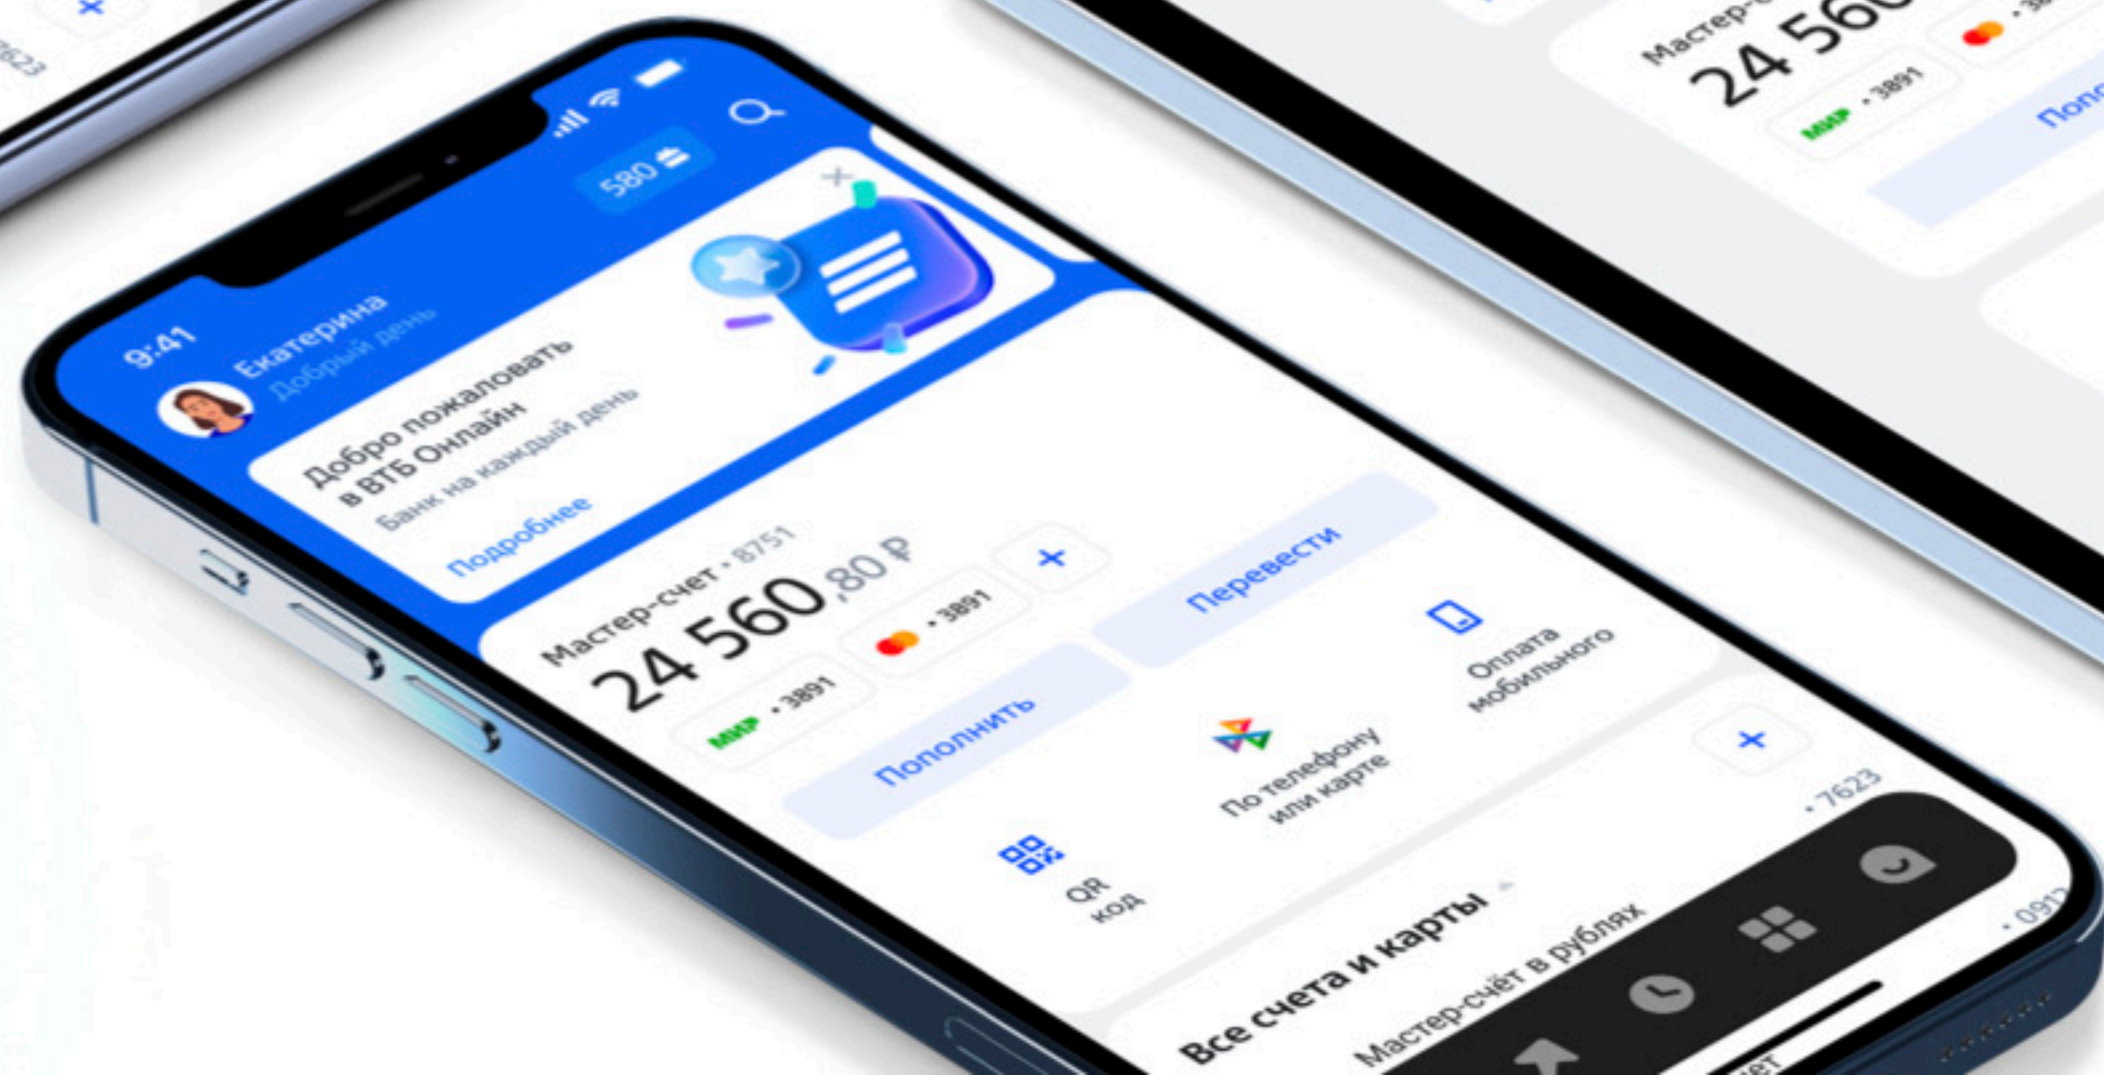 7623
9:41
580
Екатерина
Добрый день
Добро пожаловать
в ВТБ Онлайн
Банк на каждый день
Подробнее
Мастер-счет • 8751
24 560,80 ₽
МИР • 3891
• 3891
Пополнить
Перевести
QR
код
По телефону
или карте
Оплата
мобильного
Все счета и карты
• 7623
Мастер-счёт в рублях
24 560
МИР • 3891